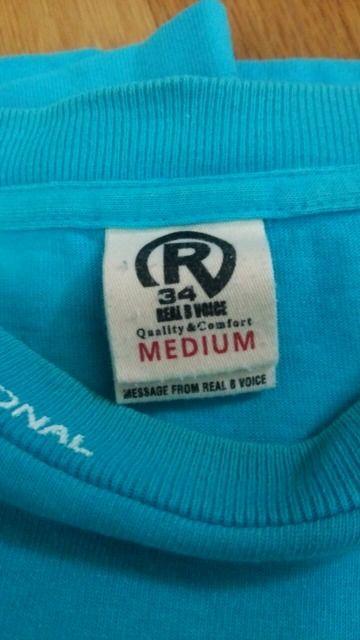 R
34
REAL B VOICE
Quality & Comfort
MEDIUM
MESSAGE FROM REAL B VOICE
ONAL